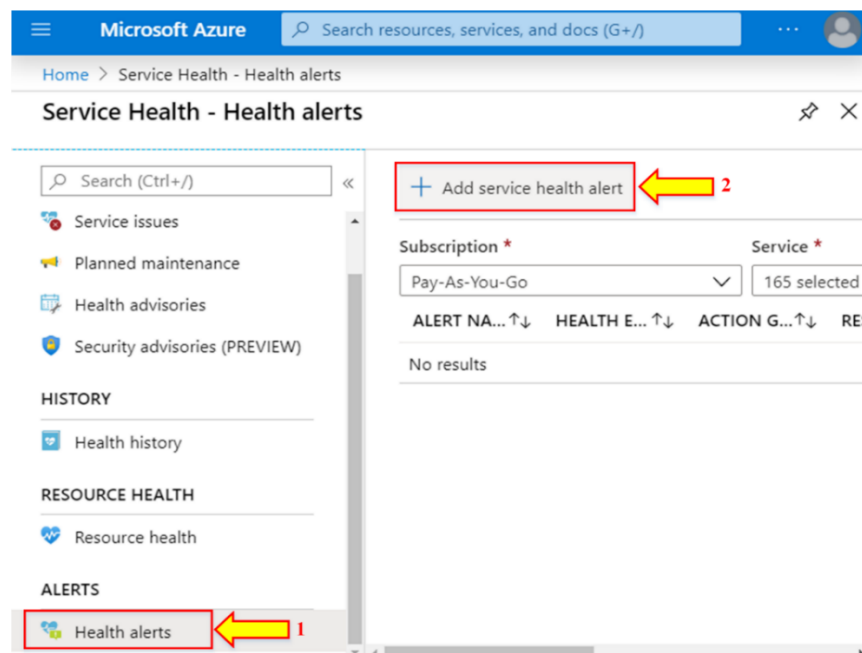 Microsoft Azure
Search resources, services, and docs (G+/)
...
Home > Service Health - Health alerts
Service Health - Health alerts
Search (Ctrl+/)
«
+ Add service health alert
2
Service issues
Planned maintenance
Health advisories
Security advisories (PREVIEW)
HISTORY
Health history
RESOURCE HEALTH
Resource health
ALERTS
Health alerts
1
Subscription *
Service *
Pay-As-You-Go
165 selected
ALERT NA...↑↓ HEALTH E... ↑↓ ACTION G...↑↓ RE
No results